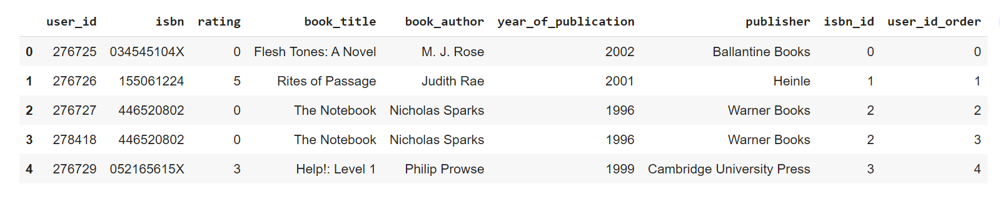 user_id isbn rating book_title book_author year_of_publication publisher isbn_id user_id_order
0 276725 034545104X 0 Flesh Tones: A Novel M. J. Rose 2002 Ballantine Books 0 0
1 276726 155061224 5 Rites of Passage Judith Rae 2001 Heinle 1 1
2 276727 446520802 0 The Notebook Nicholas Sparks 1996 Warner Books 2 2
3 278418 446520802 0 The Notebook Nicholas Sparks 1996 Warner Books 2 3
4 276729 052165615X 3 Help!: Level 1 Philip Prowse 1999 Cambridge University Press 3 4